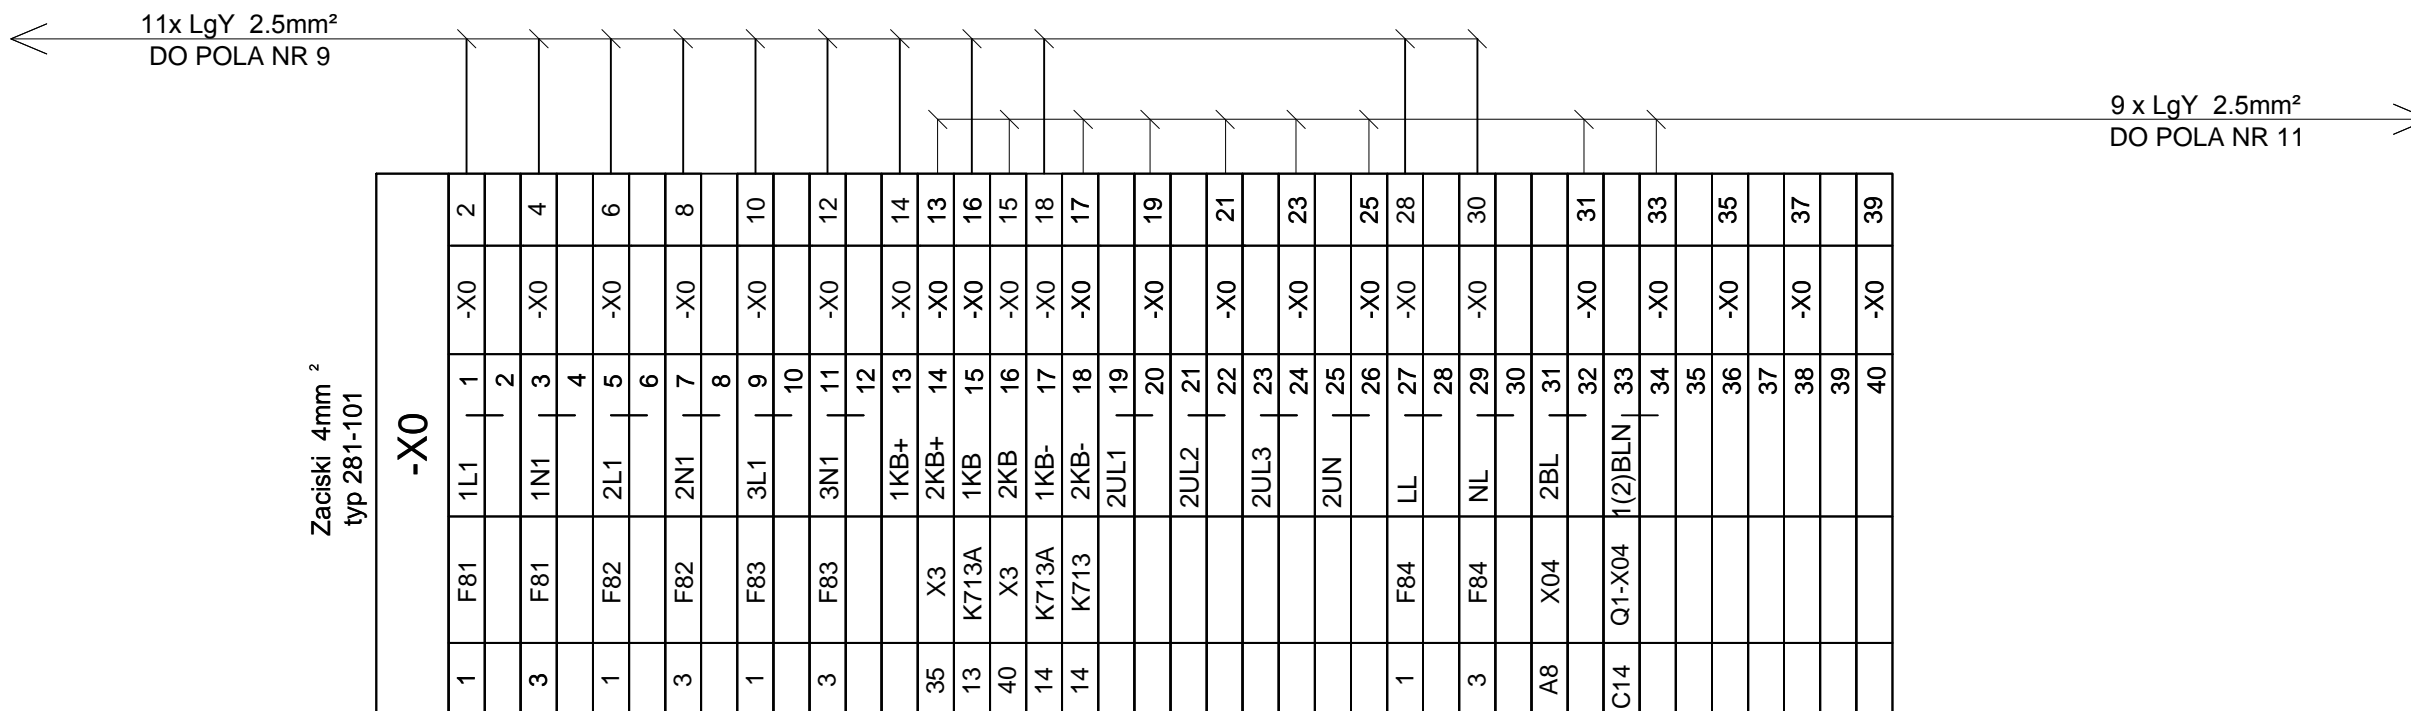 11x LgY 2.5mm²
DO POLA NR 9
9 x LgY 2.5mm²
DO POLA NR 11
Zaciski 4mm²
typ 281-101
-X0
2 4 6 8 10 12 14 13 16 15 18 17 19 21 23 25 28 30 31 33 35 37 39
-X0 -X0 -X0 -X0 -X0 -X0 -X0 -X0 -X0 -X0 -X0 -X0 -X0 -X0 -X0 -X0 -X0 -X0 -X0 -X0 -X0 -X0 -X0
1 2 3 4 5 6 7 8 9 10 11 12 13 14 15 16 17 18 19 20 21 22 23 24 25 26 27 28 29 30 31 32 33 34 35 36 37 38 39 40
1L1 1N1 2L1 2N1 3L1 3N1 1KB+ 2KB+ 1KB 2KB 1KB- 2KB- 2UL1 2UL2 2UL3 2UN LL NL 2BL 1(2)BLN
F81 F81 F82 F82 F83 F83 X3 K713A X3 K713A K713 F84 F84 X04 Q1-X04
1 3 1 3 1 3 35 13 40 14 14 1 3 A8 C14